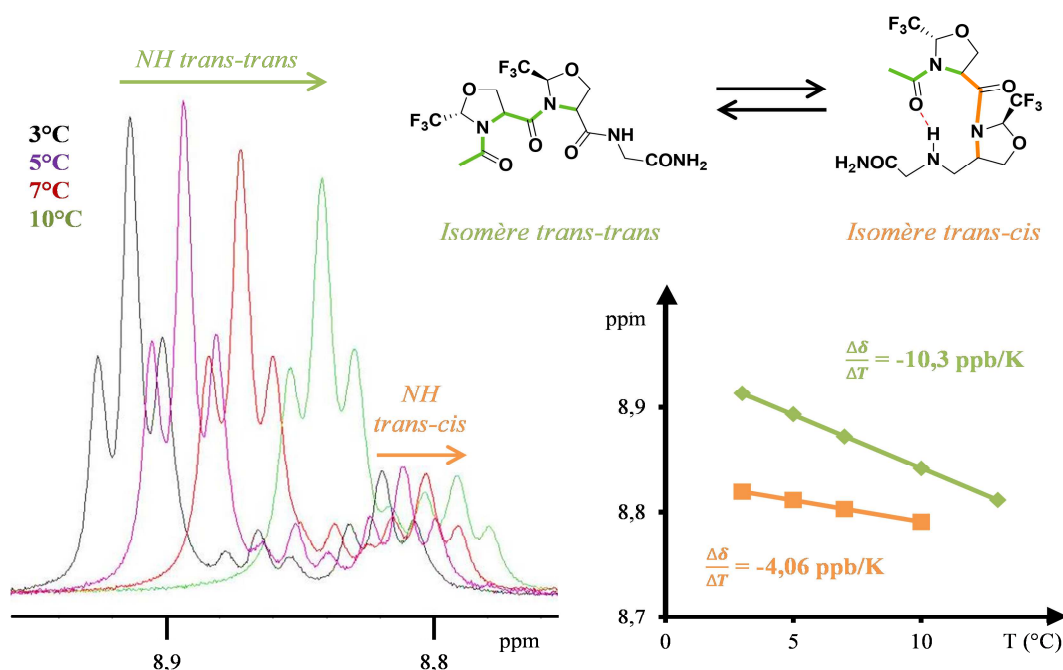 NH trans-trans
3°C
5°C
7°C
10°C
NH
trans-cis
8.9
8.8
ppm
F₃C
O
N
O
F₃C
O
N
O
O
NH
CONH₂
Isomère trans-trans
F₃C
O
N
O
O
CF₃
H
N
O
H₂NOC
N
Isomère trans-cis
ppm
8,9
8,8
8,7
0
5
10
T (°C)
Δδ/ΔT = -10,3 ppb/K
Δδ/ΔT = -4,06 ppb/K